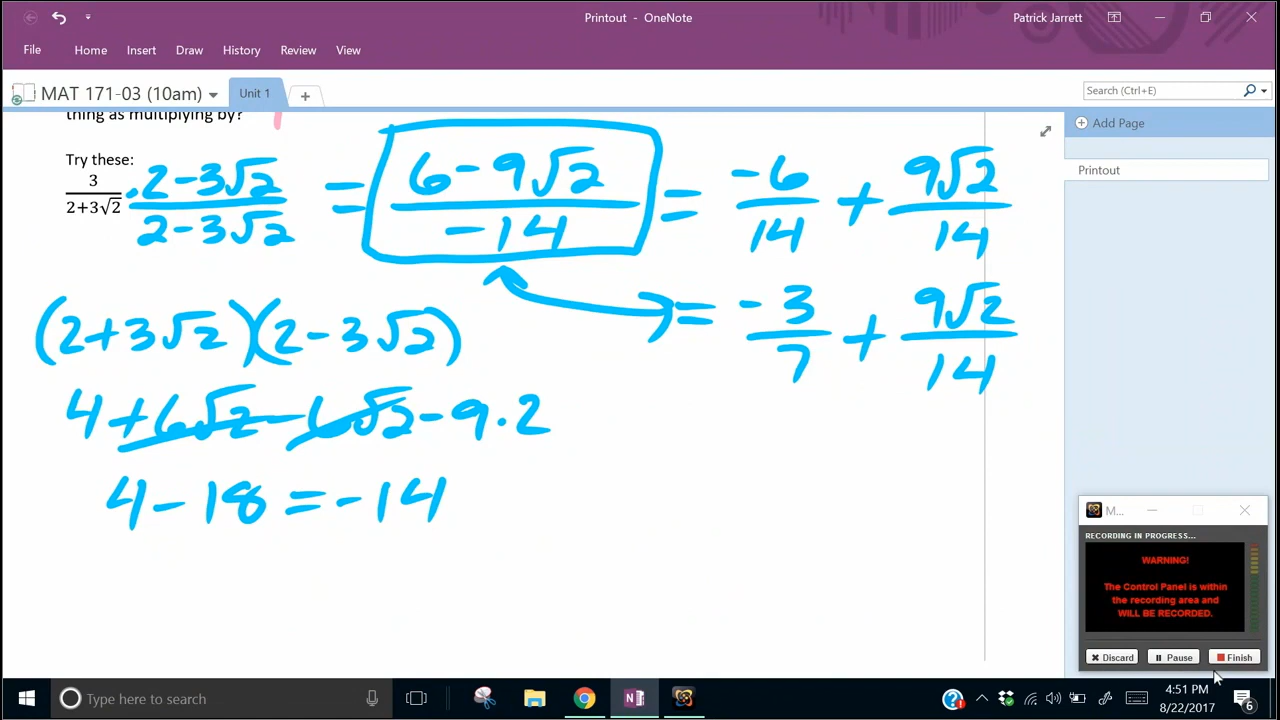 Printout - OneNote
Patrick Jarrett
File Home Insert Draw History Review View
MAT 171-03 (10am) Unit 1 +
Search (Ctrl+E)
thing as multiplying by?
Add Page
Printout
Try these:
3/(2+3√2) · (2-3√2)/(2-3√2) = (6-9√2)/-14 = -6/14 + 9√2/14
= -3/7 + 9√2/14
(2+3√2)(2-3√2)
4+6√2-6√2-9·2
4-18=-14
M...
RECORDING IN PROGRESS...
WARNING!
The Control Panel is within
the recording area and
WILL BE RECORDED.
Discard Pause Finish
Type here to search
4:51 PM
8/22/2017
6